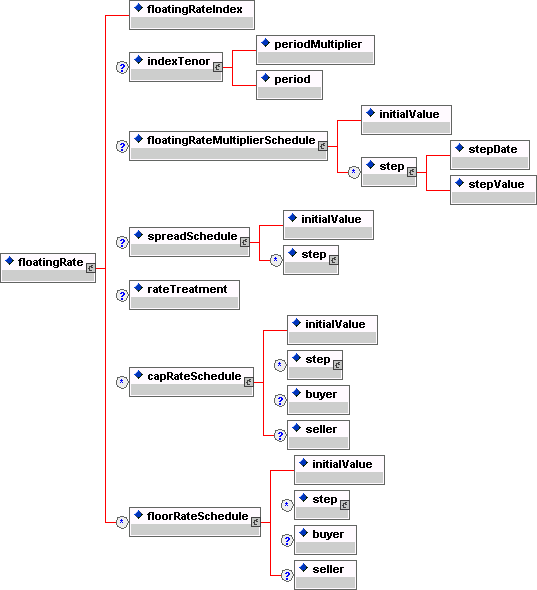 floatingRateIndex
periodMultiplier
? indexTenor
period
initialValue
? floatingRateMultiplierSchedule
stepDate
* step
stepValue
initialValue
? spreadSchedule
* step
floatingRate
? rateTreatment
initialValue
* step
* capRateSchedule
? buyer
? seller
initialValue
* step
* floorRateSchedule
? buyer
? seller